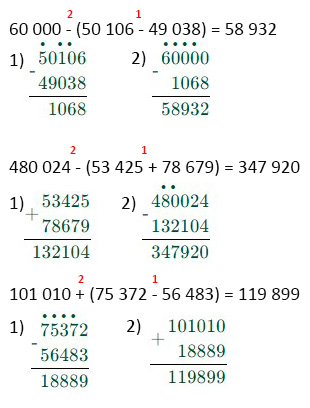 2 1
60 000 - (50 106 - 49 038) = 58 932
1) 2)
• • • • • • •
- 50106 - 60000
49038 1068
1068 58932
2 1
480 024 - (53 425 + 78 679) = 347 920
• •
1) + 53425 2) - 480024
78679 132104
132104 347920
2 1
101 010 + (75 372 - 56 483) = 119 899
• • • •
1) - 75372 2) + 101010
56483 18889
18889 119899